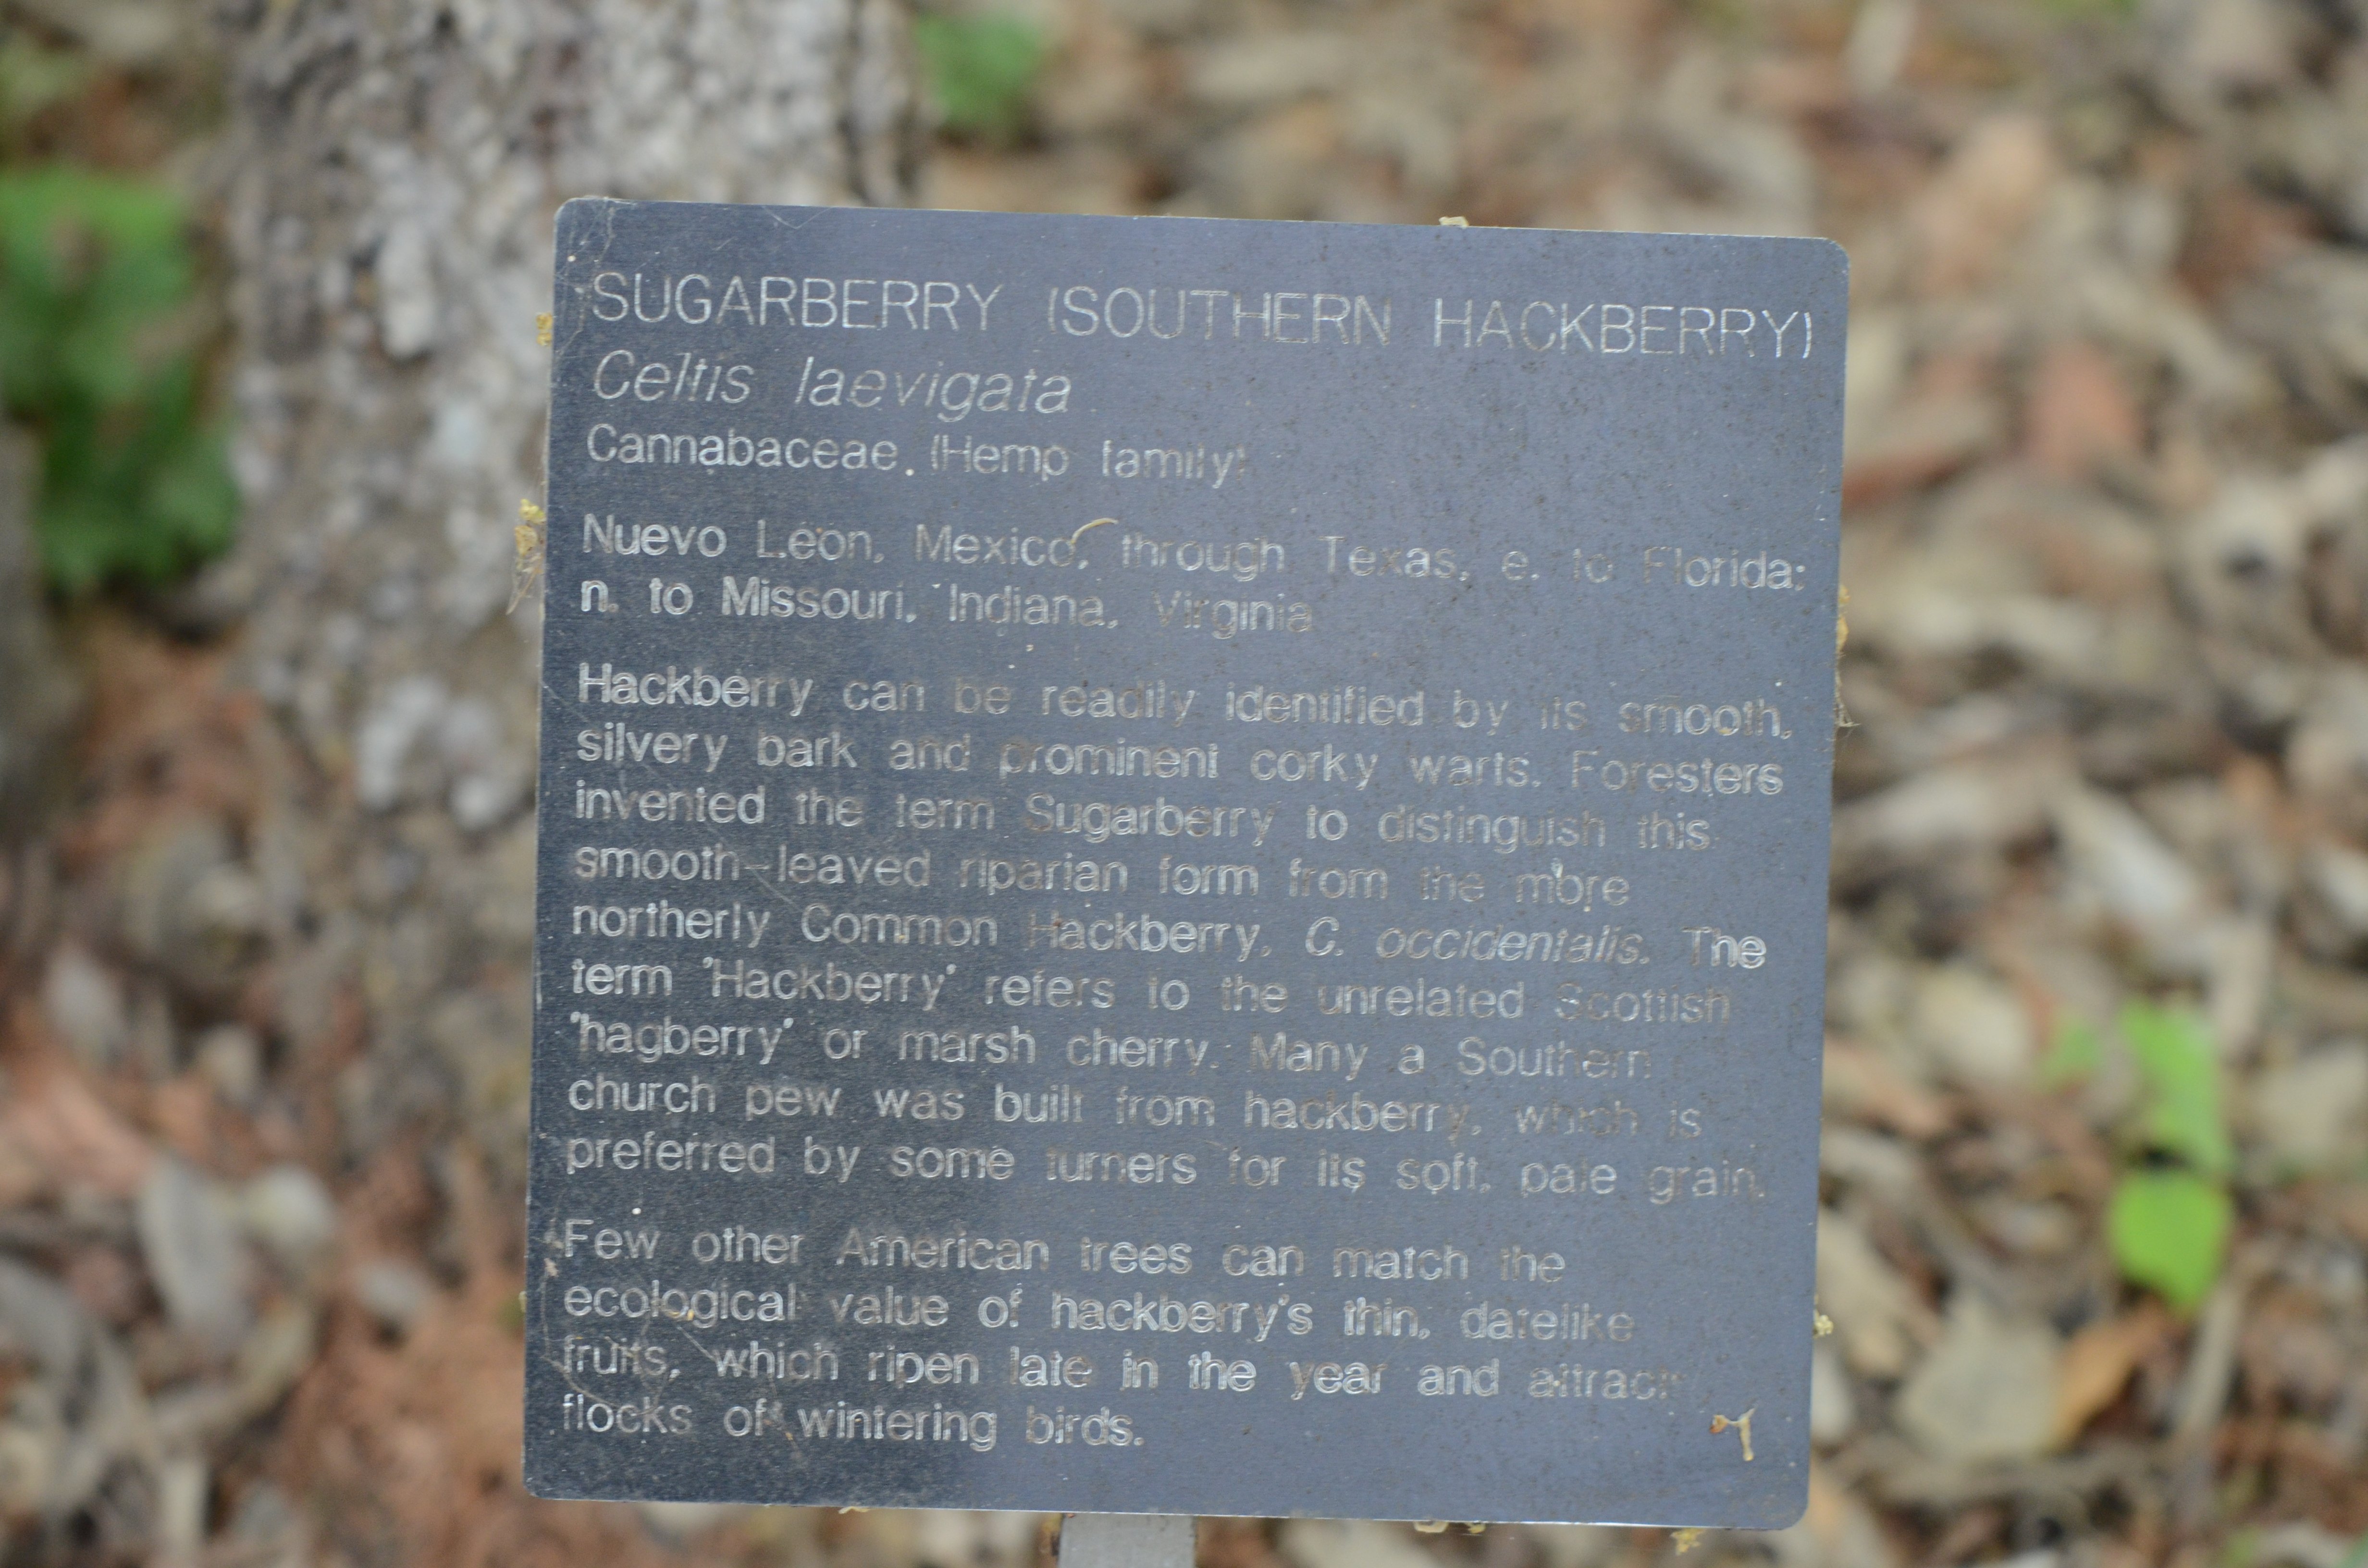 SUGARBERRY (SOUTHERN HACKBERRY)
Celtis laevigata
Cannabaceae (Hemp family)
Nuevo Leon, Mexico, through Texas, e. to Florida;
n. to Missouri, Indiana, Virginia
Hackberry can be readily identified by its smooth,
silvery bark and prominent corky warts. Foresters
invented the term Sugarberry to distinguish this
smooth-leaved riparian form from the more
northerly Common Hackberry, C. occidentalis. The
term 'Hackberry' refers to the unrelated Scottish
'hagberry' or marsh cherry. Many a Southern
church pew was built from hackberry, which is
preferred by some turners for its soft, pale grain.
Few other American trees can match the
ecological value of hackberry's thin, datelike
fruits, which ripen late in the year and attract
flocks of wintering birds.